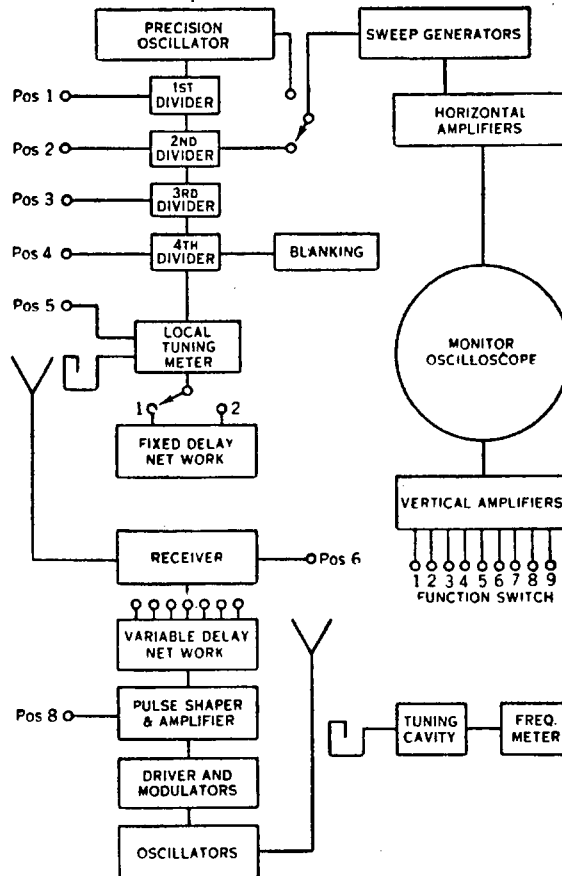 PRECISION
OSCILLATOR
SWEEP GENERATORS
Pos 1
1ST
DIVIDER
HORIZONTAL
AMPLIFIERS
Pos 2
2ND
DIVIDER
Pos 3
3RD
DIVIDER
Pos 4
4TH
DIVIDER
BLANKING
Pos 5
LOCAL
TUNING
METER
MONITOR
OSCILLOSCOPE
1
2
FIXED DELAY
NET WORK
VERTICAL AMPLIFIERS
RECEIVER
Pos 6
1 2 3 4 5 6 7 8 9
FUNCTION SWITCH
VARIABLE DELAY
NET WORK
Pos 8
PULSE SHAPER
& AMPLIFIER
TUNING
CAVITY
FREQ.
METER
DRIVER AND
MODULATORS
OSCILLATORS